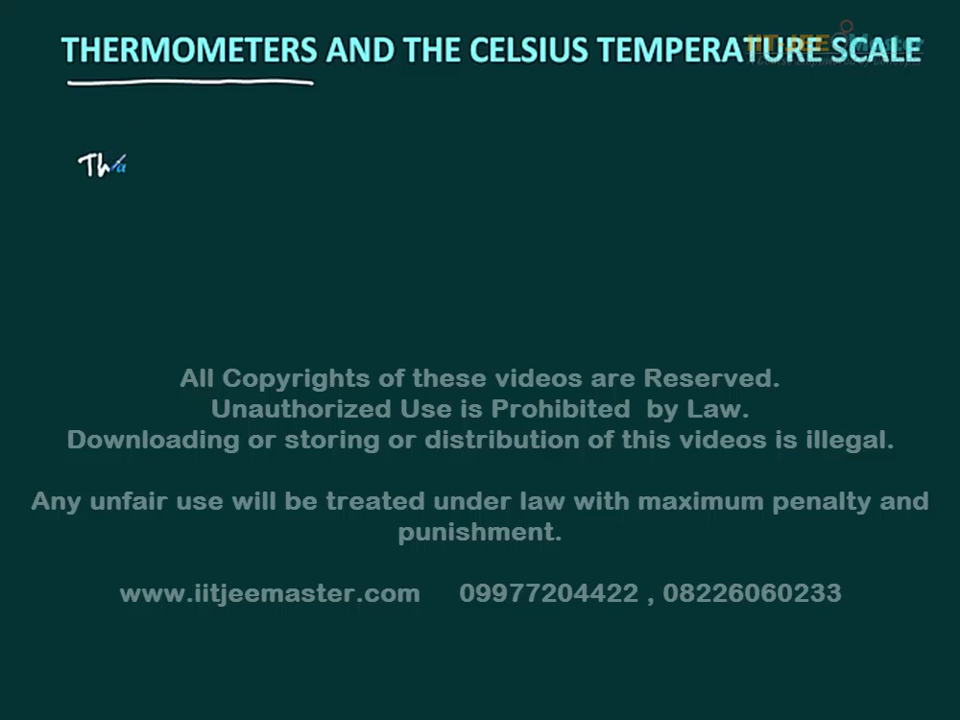 THERMOMETERS AND THE CELSIUS TEMPERATURE SCALE
Th
All Copyrights of these videos are Reserved.
Unauthorized Use is Prohibited by Law.
Downloading or storing or distribution of this videos is illegal.
Any unfair use will be treated under law with maximum penalty and
punishment.
www.iitjeemaster.com 09977204422 , 08226060233